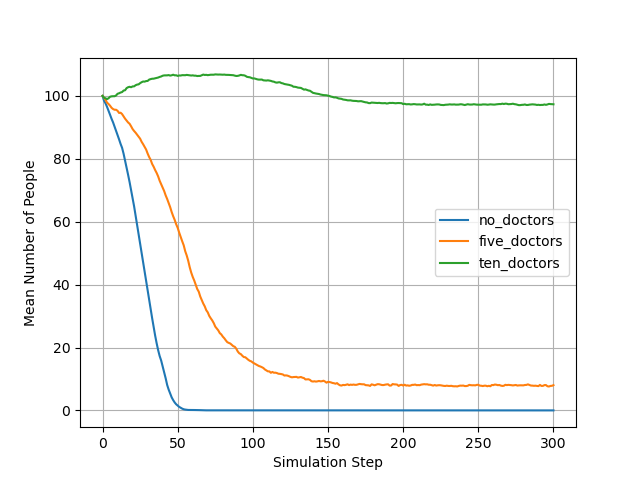 Mean Number of People
100
80
60
40
20
0
no_doctors
five_doctors
ten_doctors
0 50 100 150 200 250 300
Simulation Step